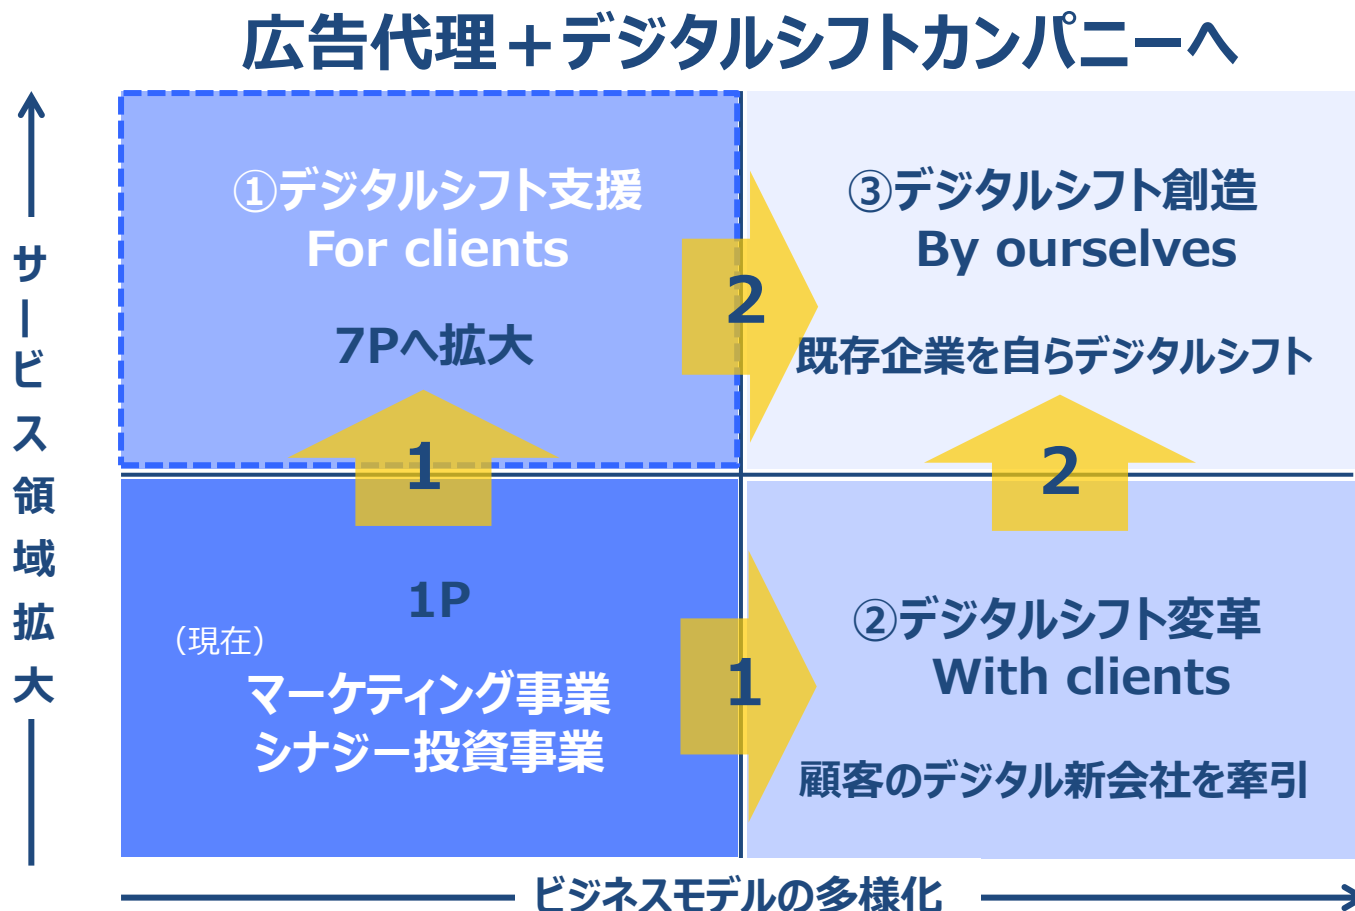 広告代理＋デジタルシフトカンパニーへ
サービス領域拡大
①デジタルシフト支援
For clients
7Pへ拡大
2
③デジタルシフト創造
By ourselves
既存企業を自らデジタルシフト
1
2
1P
（現在）
マーケティング事業
シナジー投資事業
1
②デジタルシフト変革
With clients
顧客のデジタル新会社を牽引
ビジネスモデルの多様化